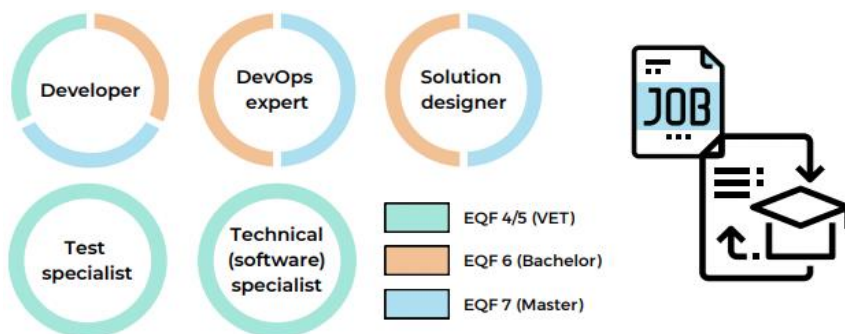 Developer
DevOps
expert
Solution
designer
JOB
Test
specialist
Technical
(software)
specialist
EQF 4/5 (VET)
EQF 6 (Bachelor)
EQF 7 (Master)